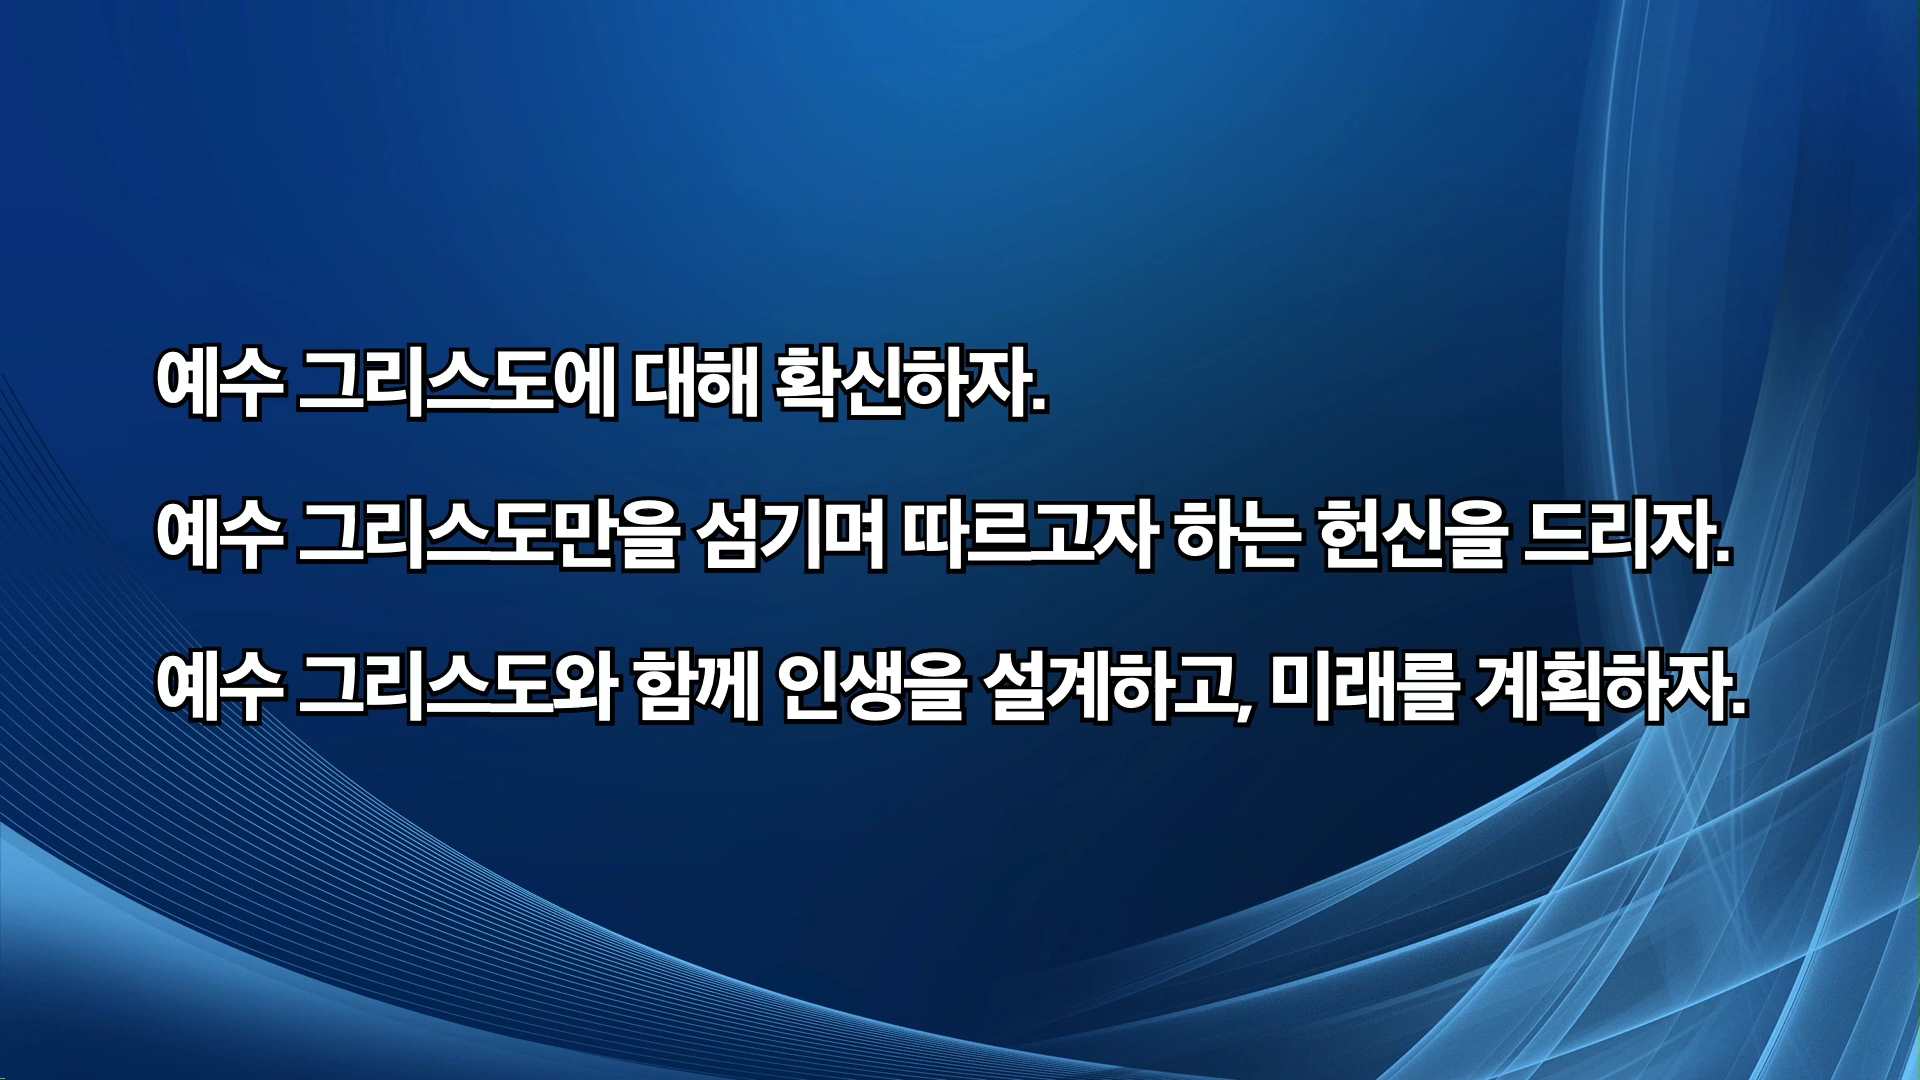 예수 그리스도에 대해 확신하자.
예수 그리스도만을 섬기며 따르고자 하는 헌신을 드리자.
예수 그리스도와 함께 인생을 설계하고, 미래를 계획하자.